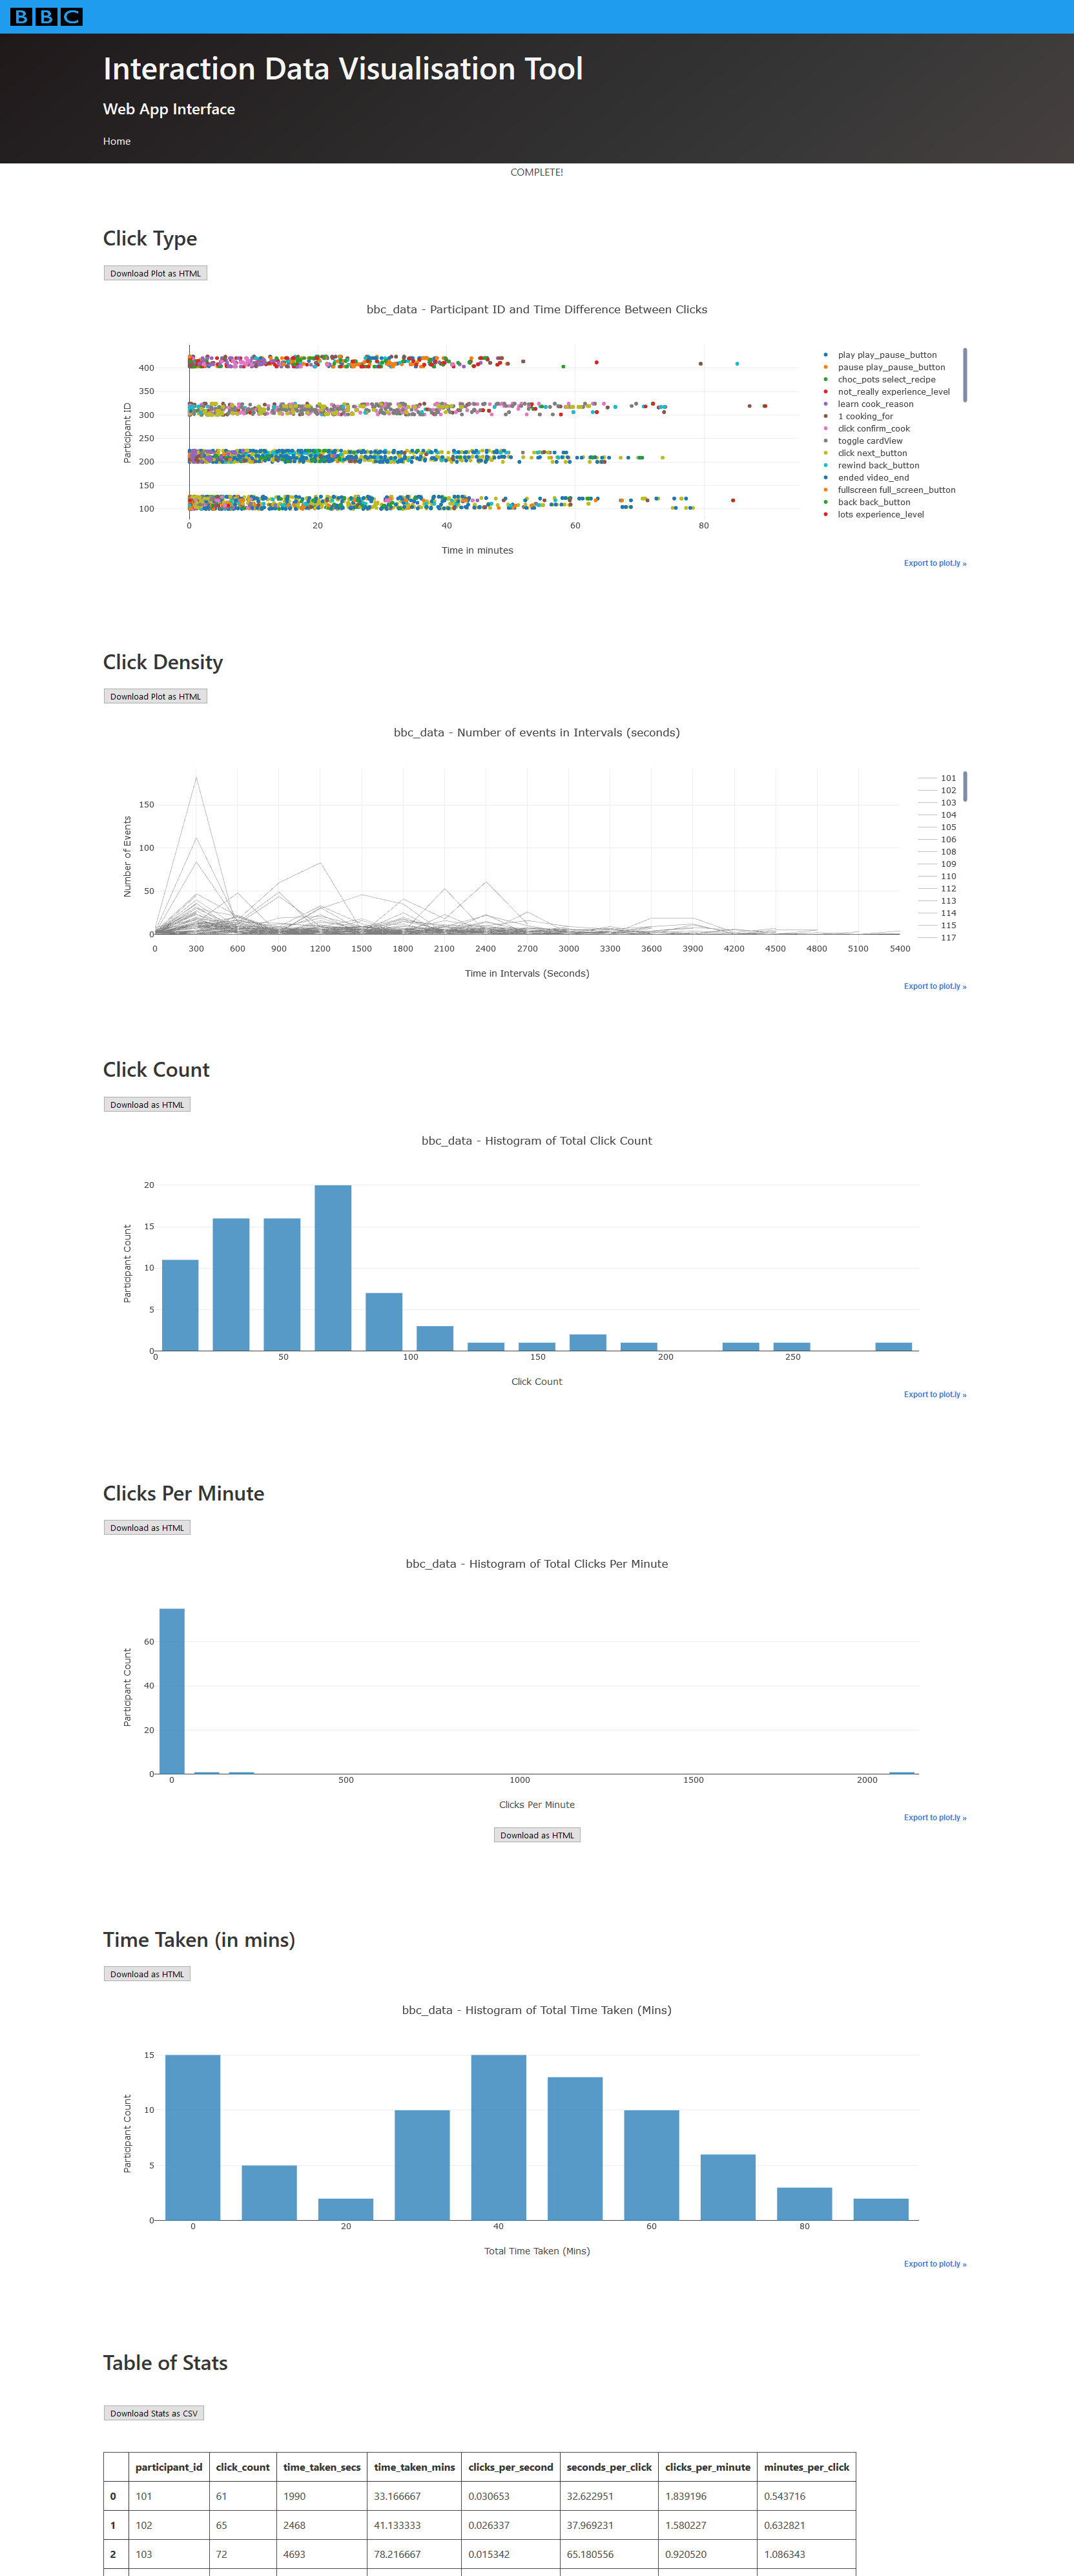 BBC
Interaction Data Visualisation Tool
Web App Interface
Home
COMPLETE!
Click Type
Download Plot as HTML
bbc_data - Participant ID and Time Difference Between Clicks
Participant ID
400
350
300
250
200
150
100
0 20 40 60 80
Time in minutes
play play_pause_button
pause play_pause_button
choc_pots select_recipe
not_really experience_level
learn cook_reason
1 cooking_for
click confirm_cook
toggle cardView
click next_button
rewind back_button
ended video_end
fullscreen full_screen_button
back back_button
lots experience_level
Export to plot.ly »
Click Density
Download Plot as HTML
bbc_data - Number of events in Intervals (seconds)
Number of Events
150
100
50
0
0 300 600 900 1200 1500 1800 2100 2400 2700 3000 3300 3600 3900 4200 4500 4800 5100 5400
Time in Intervals (Seconds)
101
102
103
104
105
106
108
109
110
112
113
114
115
117
Export to plot.ly »
Click Count
Download as HTML
bbc_data - Histogram of Total Click Count
Participant Count
20
15
10
5
0
0 50 100 150 200 250
Click Count
Export to plot.ly »
Clicks Per Minute
Download as HTML
bbc_data - Histogram of Total Clicks Per Minute
Participant Count
60
40
20
0
0 500 1000 1500 2000
Clicks Per Minute
Export to plot.ly »
Download as HTML
Time Taken (in mins)
Download as HTML
bbc_data - Histogram of Total Time Taken (Mins)
Participant Count
15
10
5
0
0 20 40 60 80
Total Time Taken (Mins)
Export to plot.ly »
Table of Stats
Download Stats as CSV
participant_id click_count time_taken_secs time_taken_mins clicks_per_second seconds_per_click clicks_per_minute minutes_per_click
0 101 61 1990 33.166667 0.030653 32.622951 1.839196 0.543716
1 102 65 2468 41.133333 0.026337 37.969231 1.580227 0.632821
2 103 72 4693 78.216667 0.015342 65.180556 0.920520 1.086343